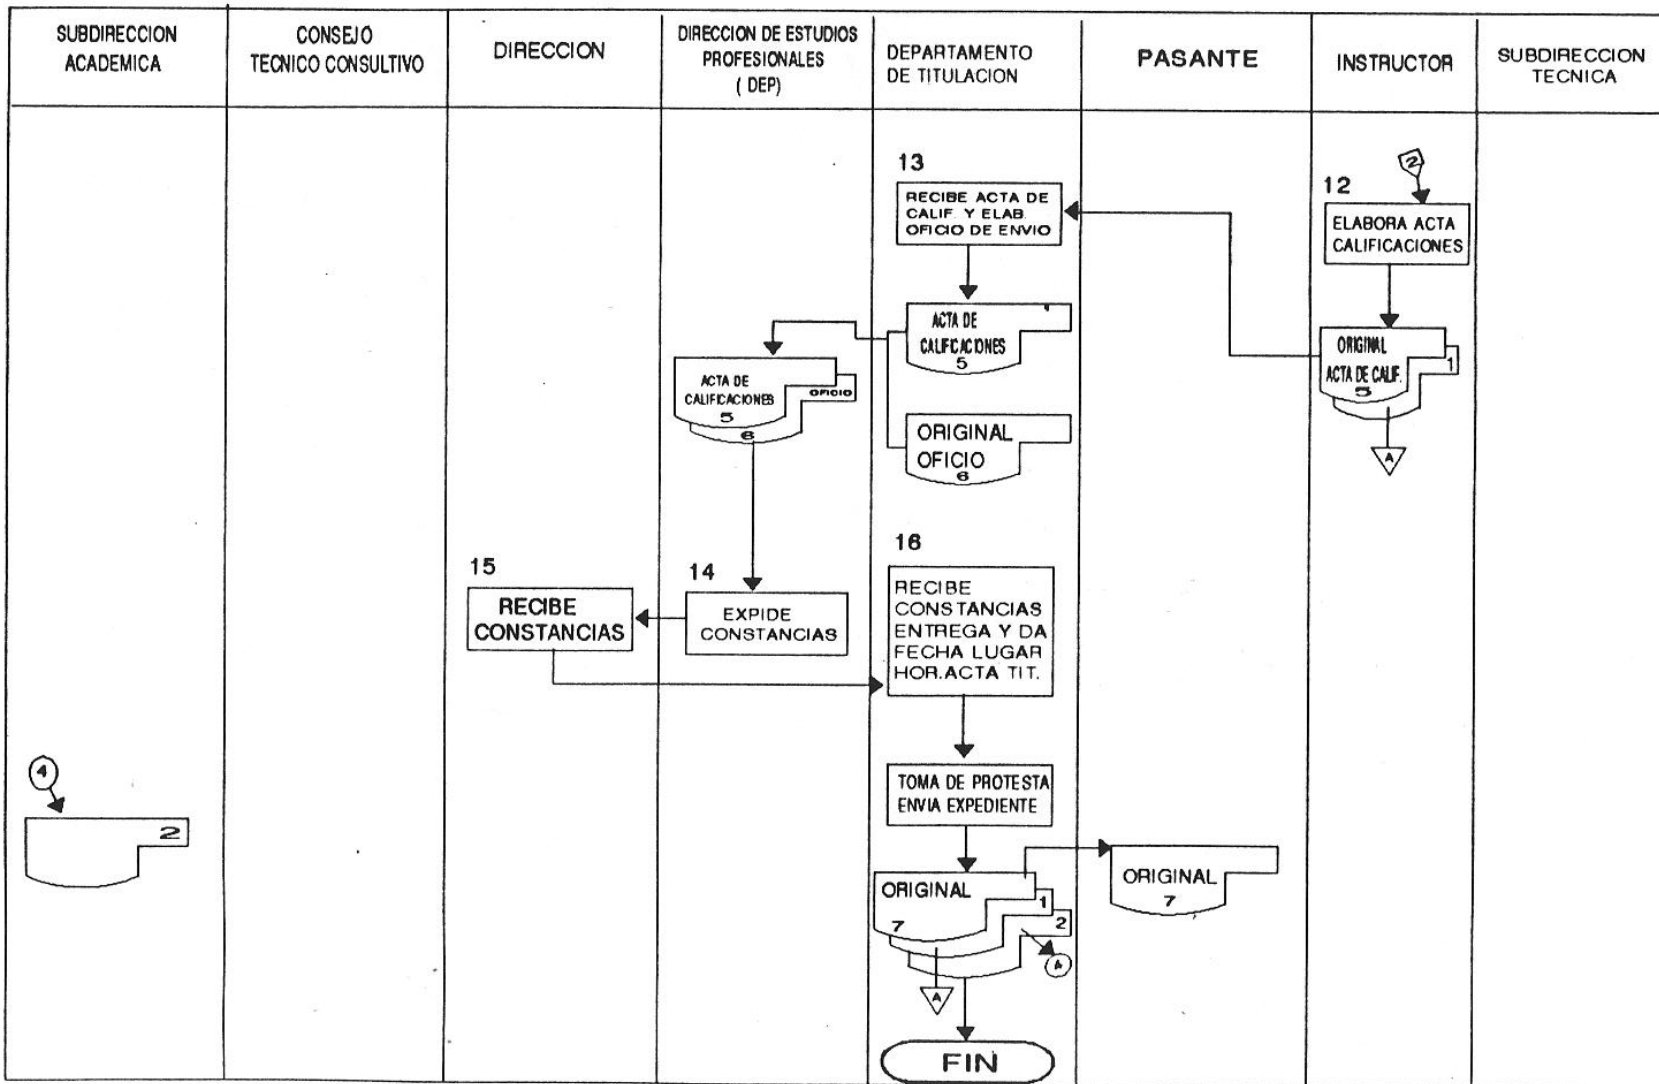 SUBDIRECCION
ACADEMICA
CONSEJO
TECNICO CONSULTIVO
DIRECCION
DIRECCION DE ESTUDIOS
PROFESIONALES
( DEP)
DEPARTAMENTO
DE TITULACION
PASANTE
INSTRUCTOR
SUBDIRECCION
TECNICA
2
12
ELABORA ACTA
CALIFICACIONES
ORIGINAL
ACTA DE CALIF.
5
1
A
13
RECIBE ACTA DE
CALIF. Y ELAB.
OFICIO DE ENVIO
ACTA DE
CALIFICACIONES
5
ORIGINAL
OFICIO
6
ACTA DE
CALIFICACIONES
5
OFICIO
6
14
EXPIDE
CONSTANCIAS
15
RECIBE
CONSTANCIAS
16
RECIBE
CONSTANCIAS
ENTREGA Y DA
FECHA LUGAR
HOR.ACTA TIT.
TOMA DE PROTESTA
ENVIA EXPEDIENTE
ORIGINAL
7
1
2
A
A
ORIGINAL
7
4
2
FIN